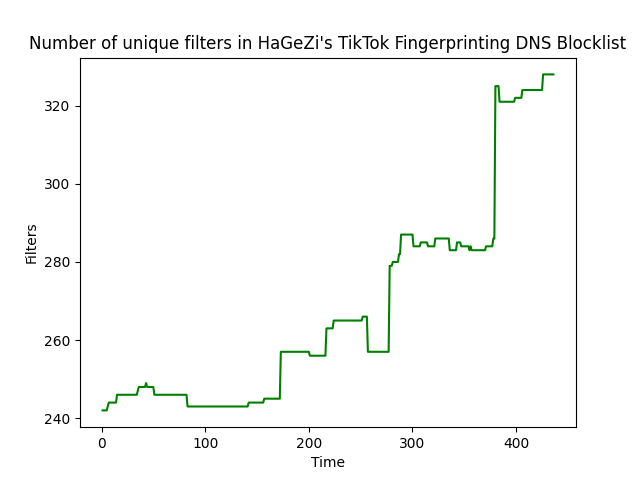 Number of unique filters in HaGeZi's TikTok Fingerprinting DNS Blocklist
Filters
320
300
280
260
240
0 100 200 300 400
Time